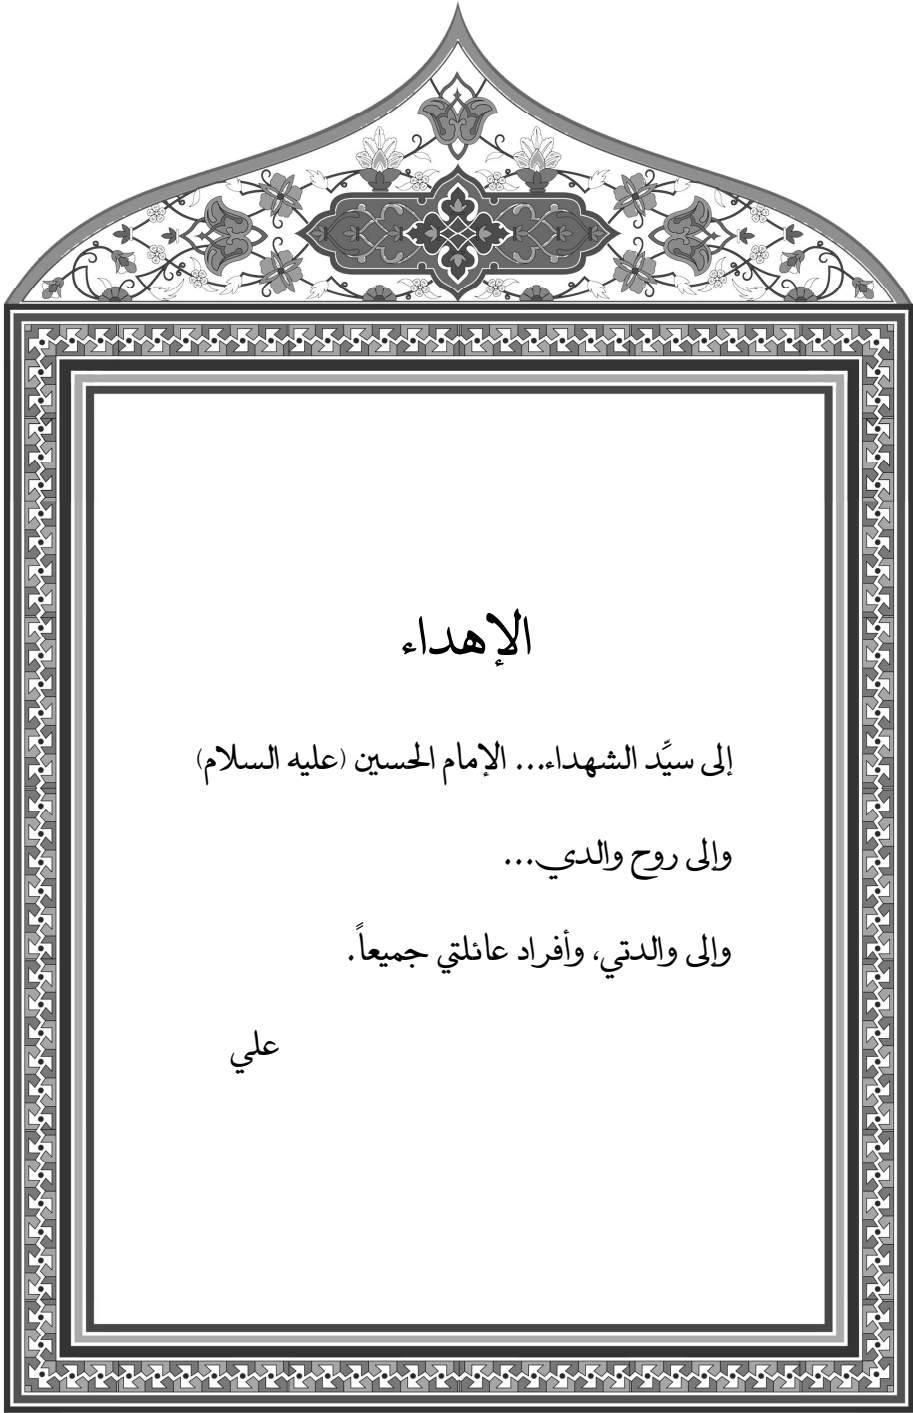 الإهداء
إلى سيِّد الشهداء... الإمام الحسين (عليه السلام)
وإلى روح والدي...
وإلى والدتي، وأفراد عائلتي جميعاً.
علي